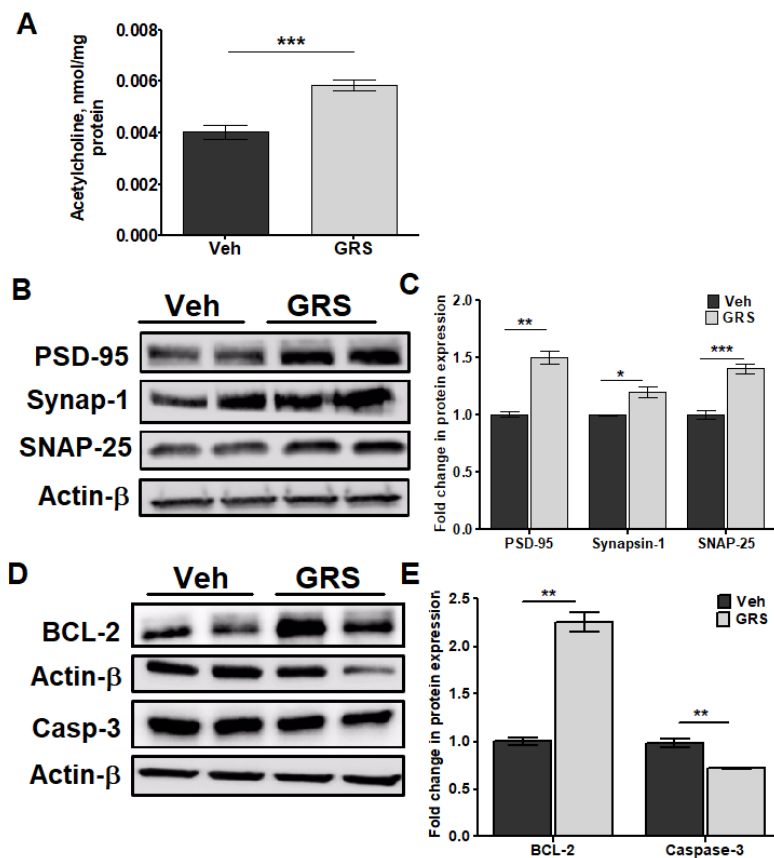 A
Acetylcholine, nmol/mg
protein
0.008
0.006
0.004
0.002
0.000
***
Veh
GRS
B
Veh
GRS
PSD-95
Synap-1
SNAP-25
Actin-β
C
Fold change in protein expression
2.0
1.5
1.0
0.5
0.0
Veh
GRS
**
*
***
PSD-95
Synapsin-1
SNAP-25
D
Veh
GRS
BCL-2
Actin-β
Casp-3
Actin-β
E
Fold change in protein expression
2.5
2.0
1.5
1.0
0.5
0.0
**
**
Veh
GRS
BCL-2
Caspase-3